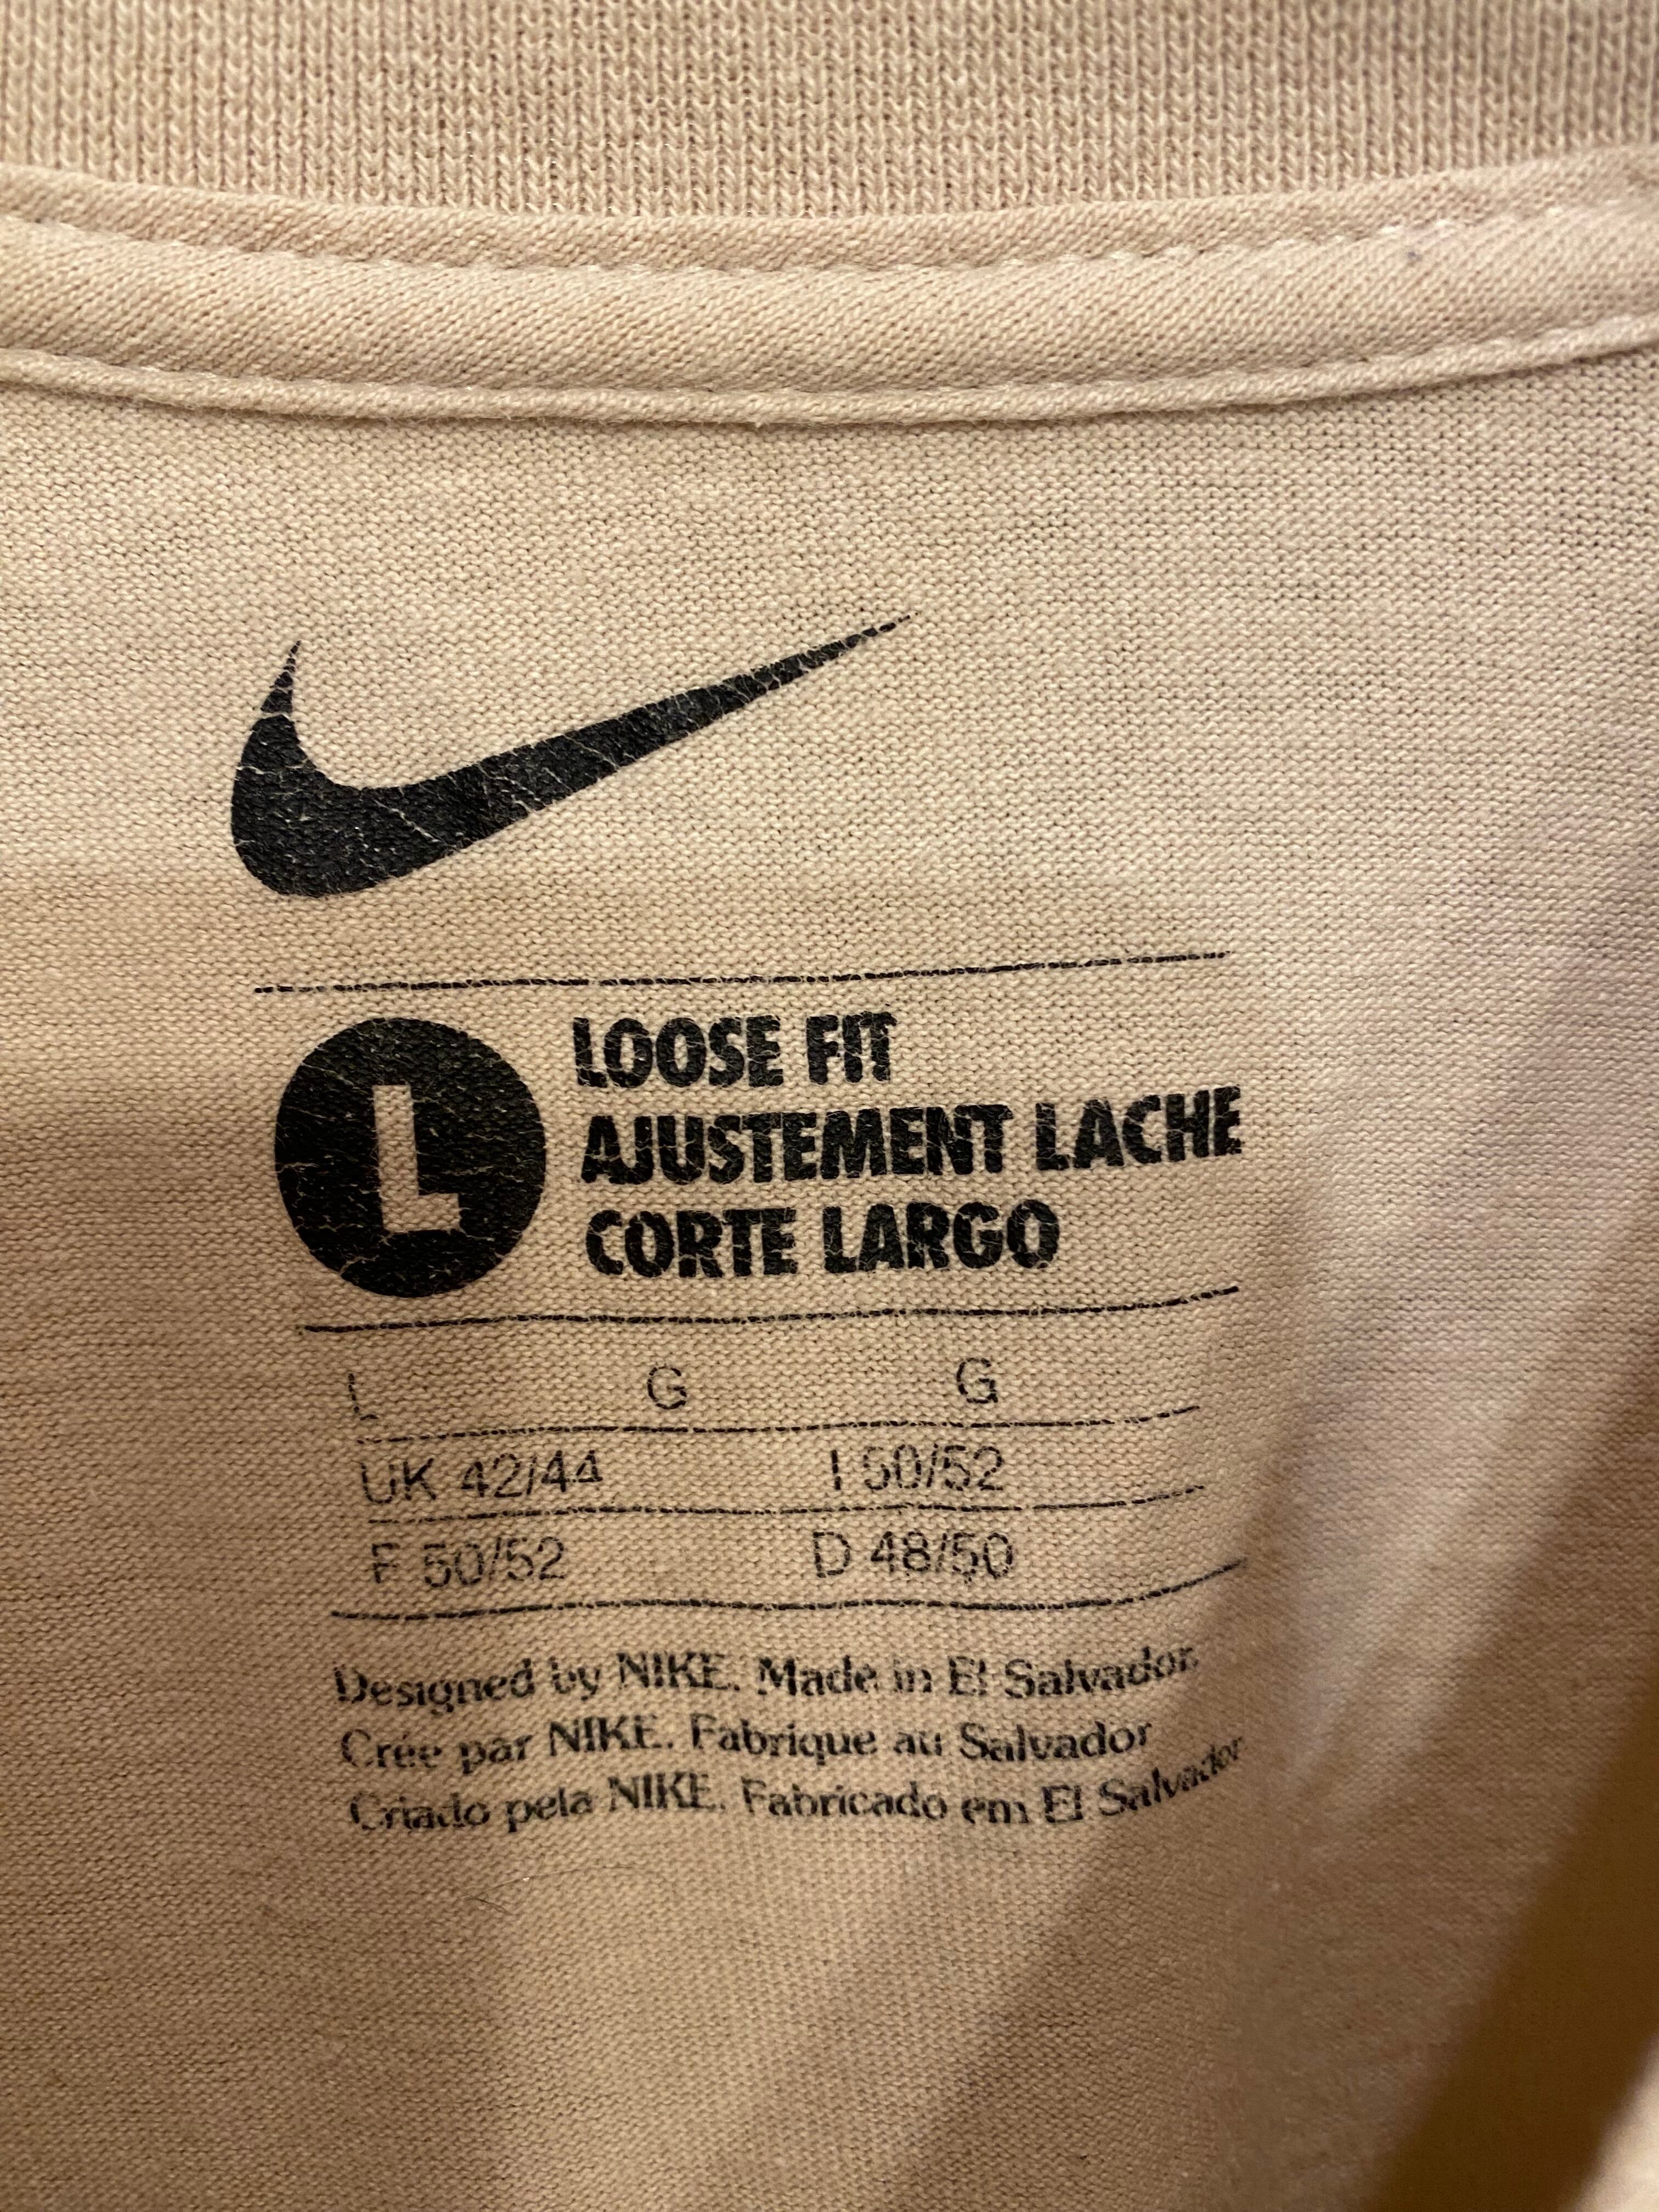 L
LOOSE FIT
AJUSTEMENT LACHE
CORTE LARGO
L G G
UK 42/44 I 50/52
F 50/52 D 48/50
Designed by NIKE. Made in El Salvador.
Crée par NIKE. Fabrique au Salvador
Criado pela NIKE. Fabricado em El Salvador